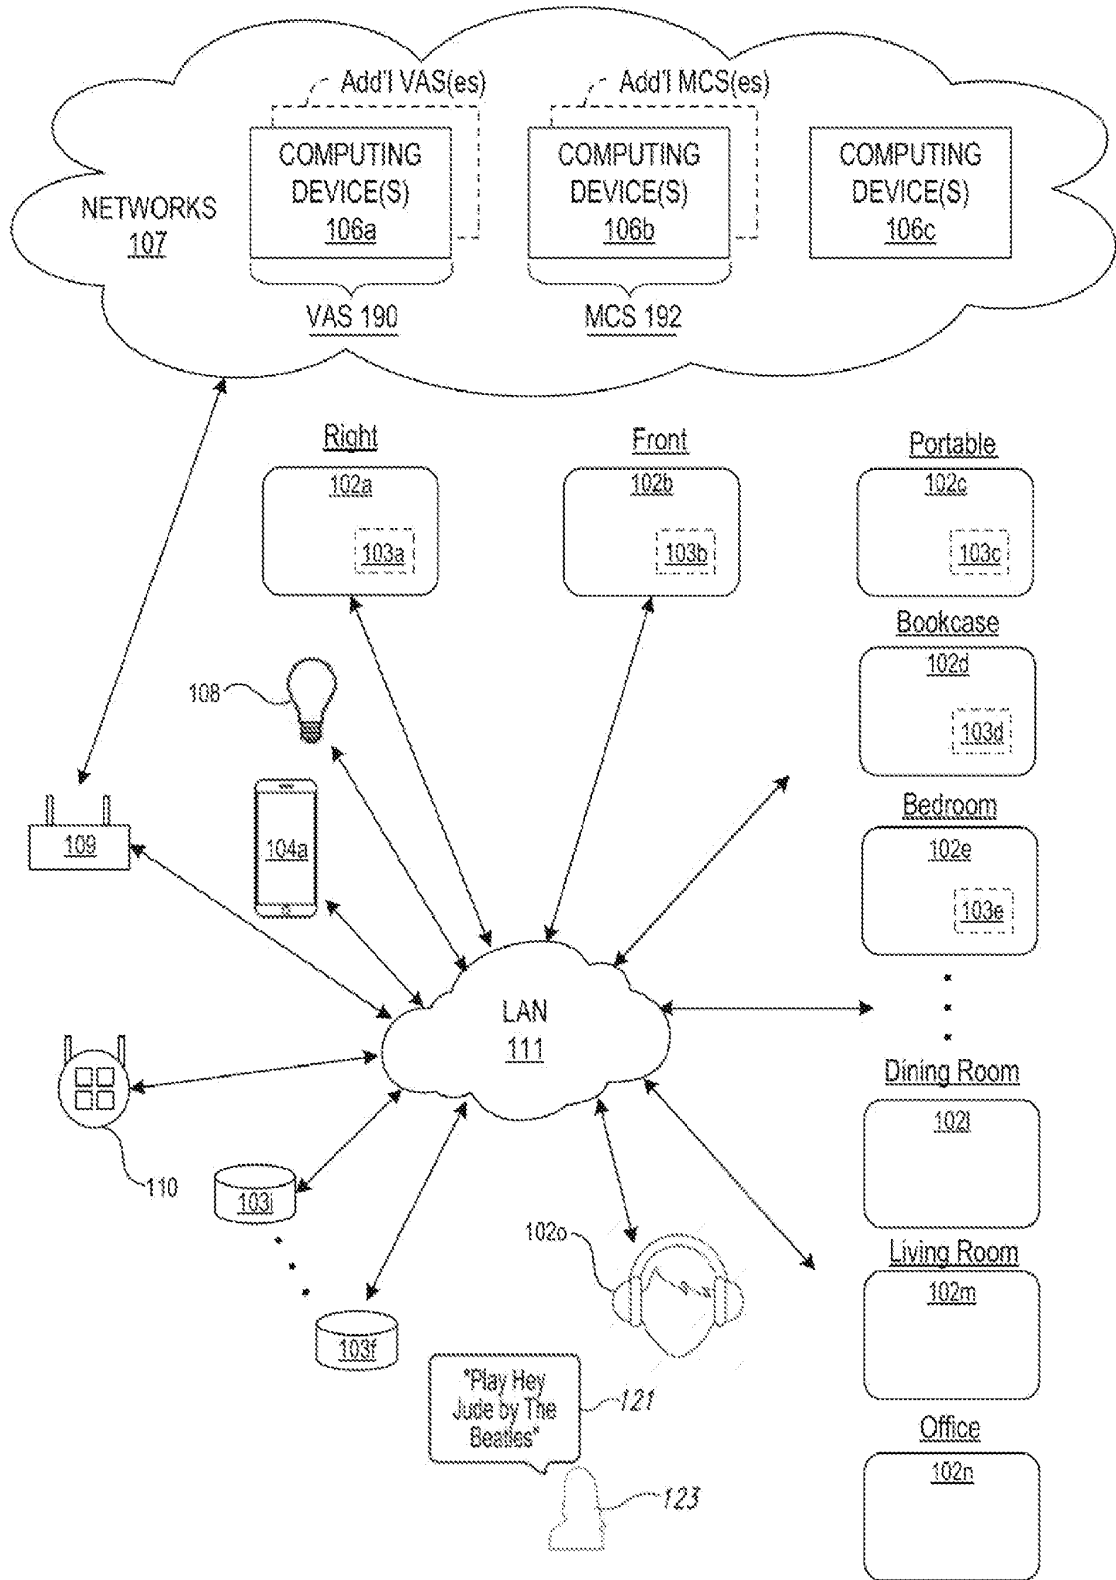 Add'l VAS(es)
Add'l MCS(es)
COMPUTING
DEVICE(S)
106a
COMPUTING
DEVICE(S)
106b
COMPUTING
DEVICE(S)
106c
NETWORKS
107
VAS 190
MCS 192
Right
102a
103a
Front
102b
103b
Portable
102c
103c
Bookcase
102d
103d
Bedroom
102e
103e
108
104a
109
LAN
111
110
103i
103f
102o
Dining Room
102l
Living Room
102m
Office
102n
"Play Hey
Jude by The
Beatles"
121
123